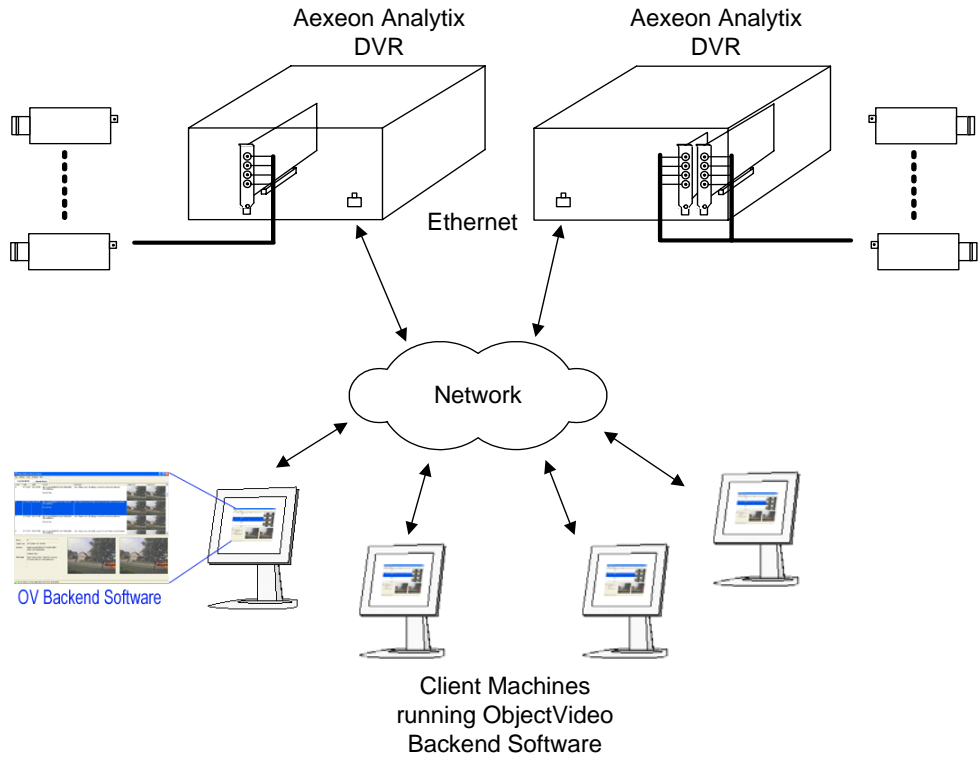 Aexeon Analytix
DVR
Aexeon Analytix
DVR
Ethernet
Network
OV Backend Software
Client Machines
running ObjectVideo
Backend Software